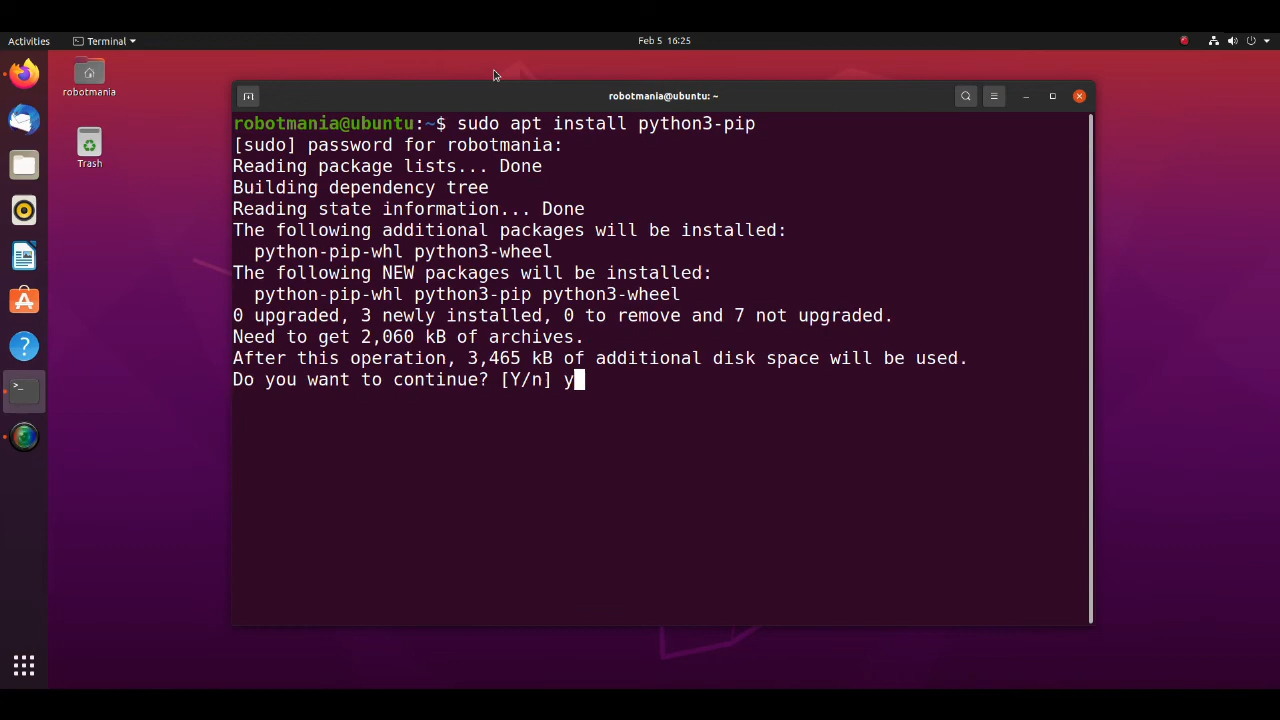 Activities
Terminal
Feb 5 16:25
robotmania
Trash
robotmania@ubuntu: ~
robotmania@ubuntu:~$ sudo apt install python3-pip
[sudo] password for robotmania:
Reading package lists... Done
Building dependency tree
Reading state information... Done
The following additional packages will be installed:
  python-pip-whl python3-wheel
The following NEW packages will be installed:
  python-pip-whl python3-pip python3-wheel
0 upgraded, 3 newly installed, 0 to remove and 7 not upgraded.
Need to get 2,060 kB of archives.
After this operation, 3,465 kB of additional disk space will be used.
Do you want to continue? [Y/n] y